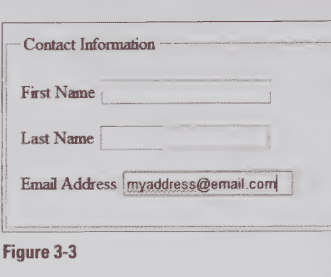 Contact Information
First Name
Last Name
Email Address myaddress@email.com
Figure 3-3